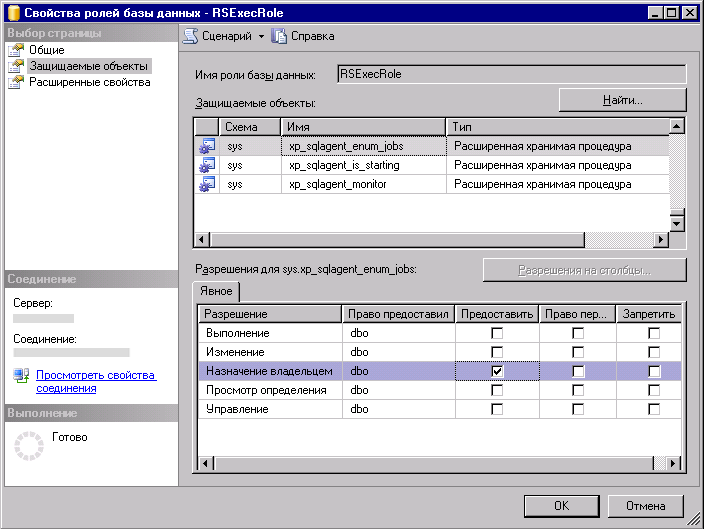 Свойства ролей базы данных - RSExecRole
Выбор страницы
Общие
Защищаемые объекты
Расширенные свойства
Сценарий
Справка
Имя роли базы данных: RSExecRole
Защищаемые объекты:
Найти...
Схема Имя Тип
sys xp_sqlagent_enum_jobs Расширенная хранимая процедура
sys xp_sqlagent_is_starting Расширенная хранимая процедура
sys xp_sqlagent_monitor Расширенная хранимая процедура
Соединение
Сервер:
Соединение:
Просмотреть свойства
соединения
Выполнение
Готово
Разрешения для sys.xp_sqlagent_enum_jobs:
Разрешения на столбцы...
Явное
Разрешение Право предоставил Предоставить Право пер... Запретить
Выполнение dbo
Изменение dbo
Назначение владельцем dbo
Просмотр определения dbo
Управление dbo
OK
Отмена